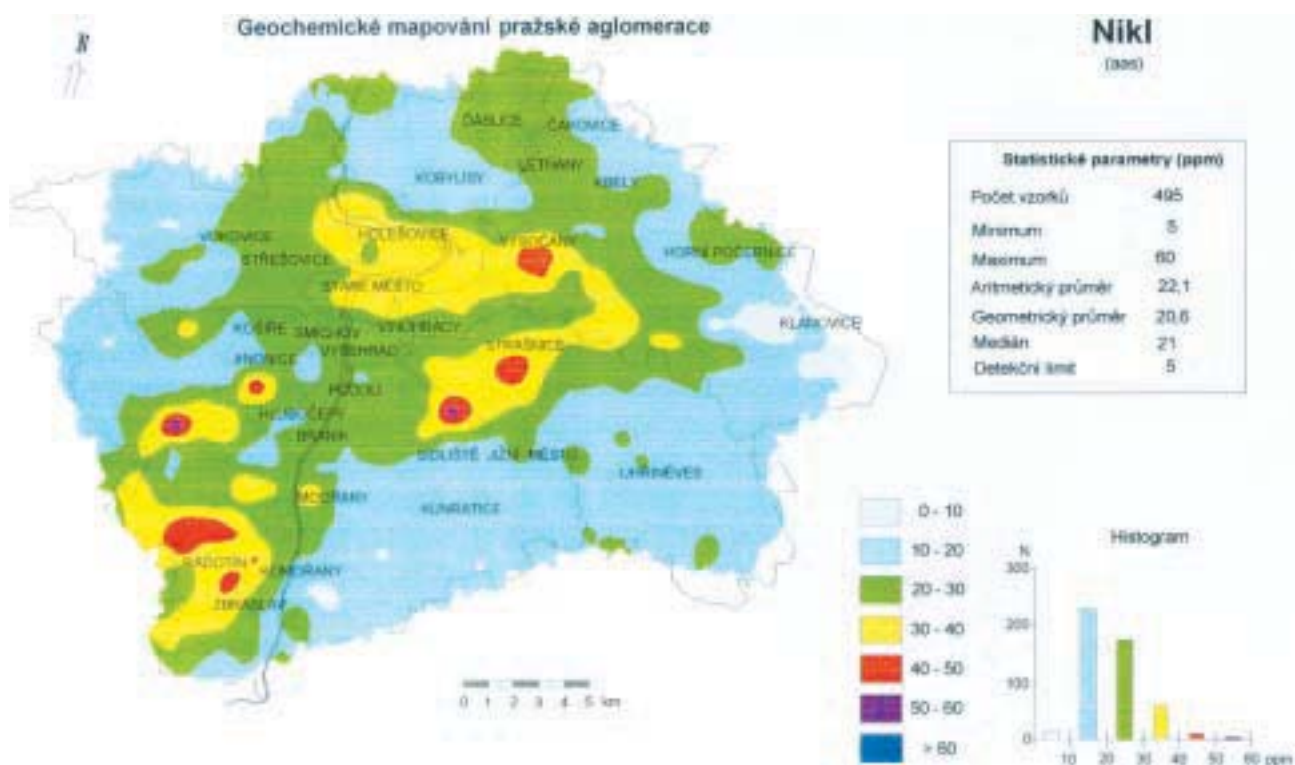 Geochemické mapování pražské aglomerace
Nikl
(aas)
N
Statistické parametry (ppm)
Počet vzorků 495
Minimum 5
Maximum 60
Aritmetický průměr 22,1
Geometrický průměr 20,6
Medián 21
Detekční limit 5
ĎÁBLICE
ČAKOVICE
LETŇANY
KOBYLISY
KBELY
HOLEŠOVICE
VYSOČANY
HORNÍ POČERNICE
VOKOVICE
STŘEŠOVICE
STARÉ MĚSTO
KOŠÍŘE
SMÍCHOV
VINOHRADY
KLÁNOVICE
VYŠEHRAD
STRAŠNICE
JINONICE
PODOLÍ
HLUBOČEPY
BRANÍK
SÍDLIŠTĚ JIŽNÍ MĚSTO
UHŘÍNĚVES
MODŘANY
KUNRATICE
RADOTÍN
KOMOŘANY
ZBRASLAV
0 1 2 3 4 5 km
0 - 10
10 - 20
20 - 30
30 - 40
40 - 50
50 - 60
> 60
Histogram
N
300
200
100
0
10 20 30 40 50 60 ppm